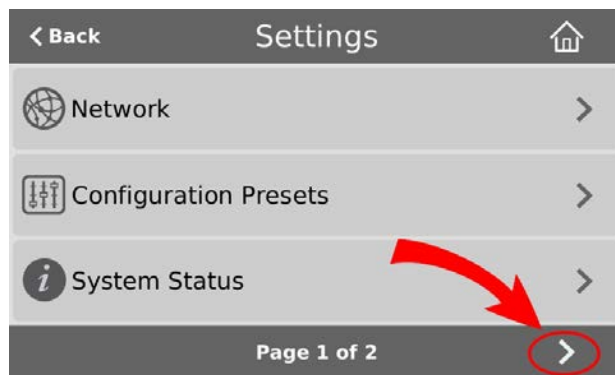 Back Settings
Network
Configuration Presets
i System Status
Page 1 of 2